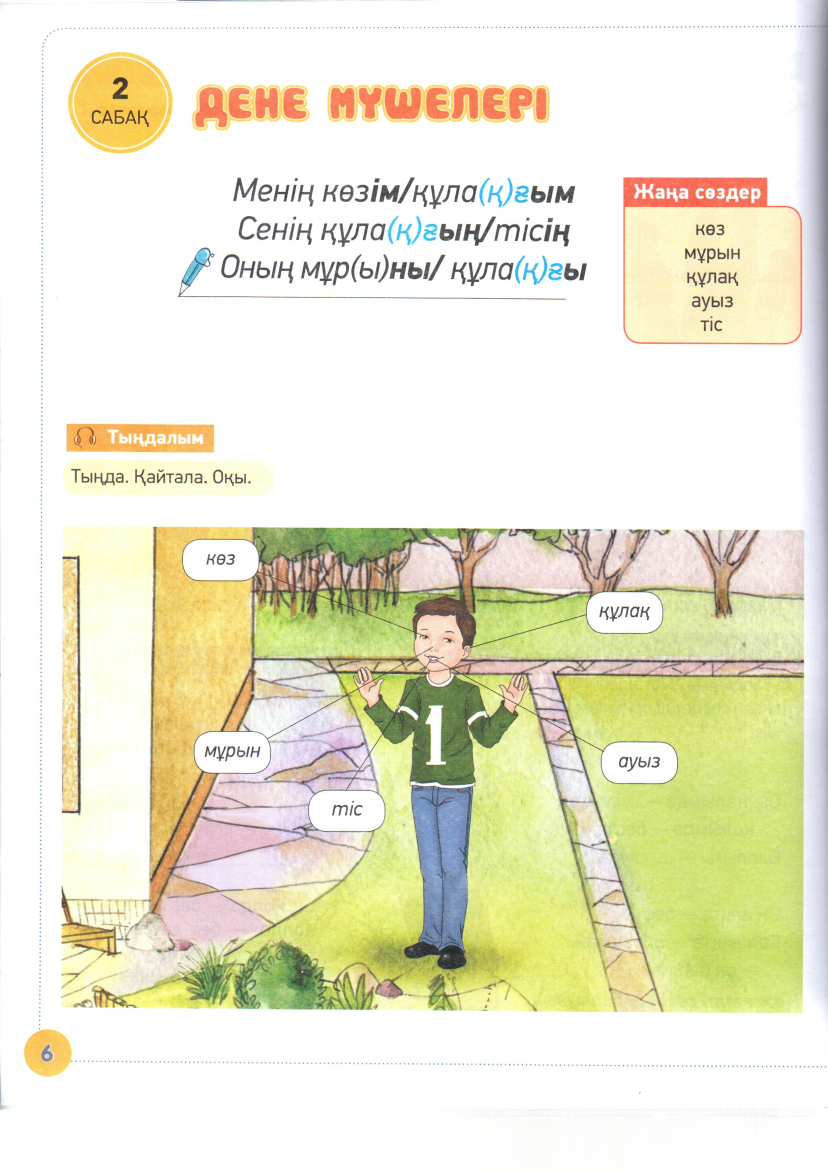 2
САБАҚ
ДЕНЕ МҮШЕЛЕРІ
Менің көзім/құла(қ)ғым
Сенің құла(қ)ғың/тісің
Оның мұр(ы)ны/ құла(қ)ғы
Жаңа сөздер
көз
мұрын
құлақ
ауыз
тіс
Тыңдалым
Тыңда. Қайтала. Оқы.
көз
құлақ
мұрын
ауыз
тіс
1
6